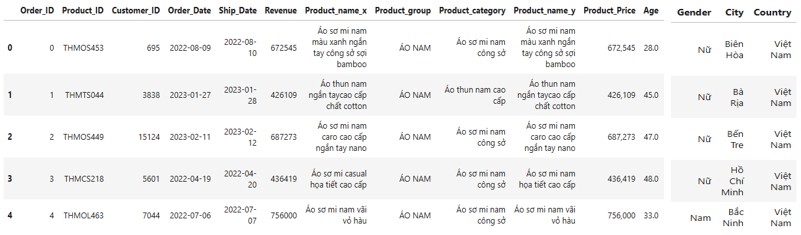 Order_ID Product_ID Customer_ID Order_Date Ship_Date Revenue Product_name_x Product_group Product_category Product_name_y Product_Price Age Gender City Country
0 0 THMOS453 695 2022-08-09 2022-08-10 672545 Áo sơ mi nam màu xanh ngắn tay công sở sợi bamboo ÁO NAM Áo sơ mi nam công sở Áo sơ mi nam màu xanh ngắn tay công sở sợi bamboo 672,545 28.0 Nữ Biên Hòa Việt Nam
1 1 THMTS044 3838 2023-01-27 2023-01-28 426109 Áo thun nam ngắn taycao cấp chất cotton ÁO NAM Áo thun nam cao cấp Áo thun nam ngắn taycao cấp chất cotton 426,109 45.0 Nữ Bà Rịa Việt Nam
2 2 THMOS449 15124 2023-02-11 2023-02-12 687273 Áo sơ mi nam caro cao cấp ngắn tay nano ÁO NAM Áo sơ mi nam công sở Áo sơ mi nam caro cao cấp ngắn tay nano 687,273 47.0 Nữ Bến Tre Việt Nam
3 3 THMCS218 5601 2022-04-19 2022-04-20 436419 Áo sơ mi casual họa tiết cao cấp ÁO NAM Áo sơ mi nam công sở Áo sơ mi casual họa tiết cao cấp 436,419 48.0 Nữ Hồ Chí Minh Việt Nam
4 4 THMOL463 7044 2022-07-06 2022-07-07 756000 Áo sơ mi nam vải vỏ hàu ÁO NAM Áo sơ mi nam công sở Áo sơ mi nam vải vỏ hàu 756,000 33.0 Nam Bắc Ninh Việt Nam